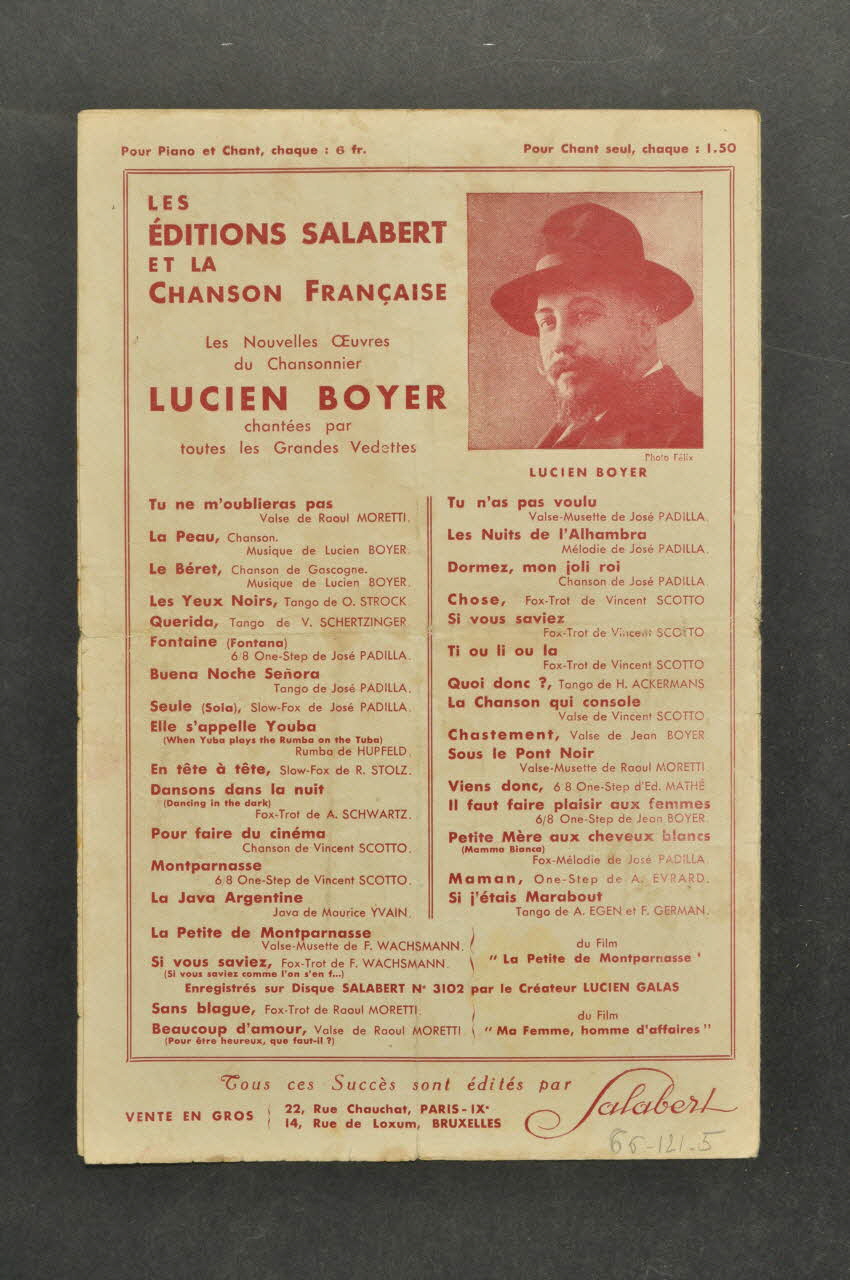 Pour Piano et Chant, chaque : 6 fr.
Pour Chant seul, chaque : 1.50
LES
ÉDITIONS SALABERT
ET LA
CHANSON FRANÇAISE
Les Nouvelles Œuvres
du Chansonnier
LUCIEN BOYER
chantées par
toutes les Grandes Vedettes
Photo Félix
LUCIEN BOYER
Tu ne m'oublieras pas
Valse de Raoul MORETTI.
La Peau, Chanson.
Musique de Lucien BOYER.
Le Béret, Chanson de Gascogne.
Musique de Lucien BOYER.
Les Yeux Noirs, Tango de O. STROCK
Querida, Tango de V. SCHERTZINGER
Fontaine (Fontana)
6/8 One-Step de José PADILLA.
Buena Noche Señora
Tango de José PADILLA.
Seule (Sola), Slow-Fox de José PADILLA.
Elle s'appelle Youba
(When Yuba plays the Rumba on the Tuba)
Rumba de HUPFELD.
En tête à tête, Slow-Fox de R. STOLZ.
Dansons dans la nuit
(Dancing in the dark)
Fox-Trot de A. SCHWARTZ.
Pour faire du cinéma
Chanson de Vincent SCOTTO.
Montparnasse
6/8 One-Step de Vincent SCOTTO.
La Java Argentine
Java de Maurice YVAIN.
Tu n'as pas voulu
Valse-Musette de José PADILLA.
Les Nuits de l'Alhambra
Mélodie de José PADILLA.
Dormez, mon joli roi
Chanson de José PADILLA
Chose, Fox-Trot de Vincent SCOTTO
Si vous saviez
Fox-Trot de Vincent SCOTTO
Ti ou li ou la
Fox-Trot de Vincent SCOTTO
Quoi donc ?, Tango de H. ACKERMANS
La Chanson qui console
Valse de Vincent SCOTTO
Chastement, Valse de Jean BOYER
Sous le Pont Noir
Valse-Musette de Raoul MORETTI
Viens donc, 6/8 One-Step d'Ed. MATHÉ
Il faut faire plaisir aux femmes
6/8 One-Step de Jean BOYER.
Petite Mère aux cheveux blancs
(Mamma Bianca)
Fox-Mélodie de José PADILLA
Maman, One-Step de A. EVRARD.
Si j'étais Marabout
Tango de A. EGEN et F. GERMAN.
La Petite de Montparnasse
Valse-Musette de F. WACHSMANN.
Si vous saviez, Fox-Trot de F. WACHSMANN.
(Si vous saviez comme l'on s'en f...)
du Film
"La Petite de Montparnasse"
Enregistrés sur Disque SALABERT N° 3102 par le Créateur LUCIEN GALAS
Sans blague, Fox-Trot de Raoul MORETTI.
Beaucoup d'amour, Valse de Raoul MORETTI
(Pour être heureux, que faut-il ?)
du Film
"Ma Femme, homme d'affaires"
Tous ces Succès sont édités par Salabert
VENTE EN GROS
22, Rue Chauchat, PARIS-IXe
14, Rue de Loxum, BRUXELLES
66-121-5